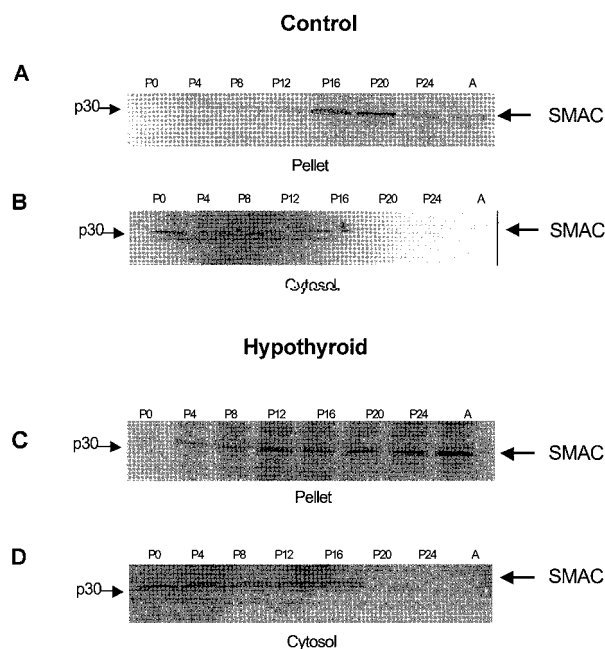 Control
A
P0 P4 P8 P12 P16 P20 P24 A
p30 SMAC
Pellet
B
P0 P4 P8 P12 P16 P20 P24 A
p30 SMAC
Cytosol
Hypothyroid
P0 P4 P8 P12 P16 P20 P24 A
C p30 SMAC
Pellet
D
P0 P4 P8 P12 P16 P20 P24 A
p30 SMAC
Cytosol